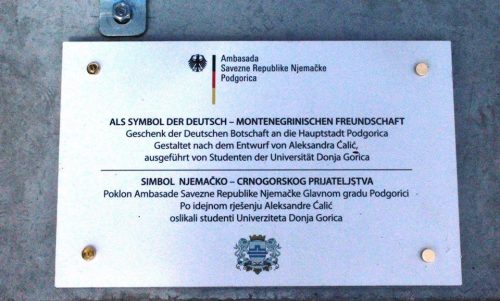 Ambasada
Savezne Republike Njemačke
Podgorica
ALS SYMBOL DER DEUTSCH – MONTENEGRINISCHEN FREUNDSCHAFT
Geschenk der Deutschen Botschaft an die Hauptstadt Podgorica
Gestaltet nach dem Entwurf von Aleksandra Ćalić,
ausgeführt von Studenten der Universität Donja Gorica
SIMBOL NJEMAČKO – CRNOGORSKOG PRIJATELJSTVA
Poklon Ambasade Savezne Republike Njemačke Glavnom gradu Podgorici
Po idejnom rješenju Aleksandre Ćalić
oslikali studenti Univerziteta Donja Gorica